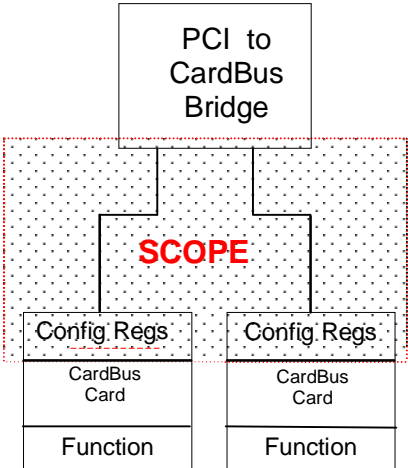 PCI to
CardBus
Bridge
SCOPE
Config Regs
Config Regs
CardBus
Card
CardBus
Card
Function
Function